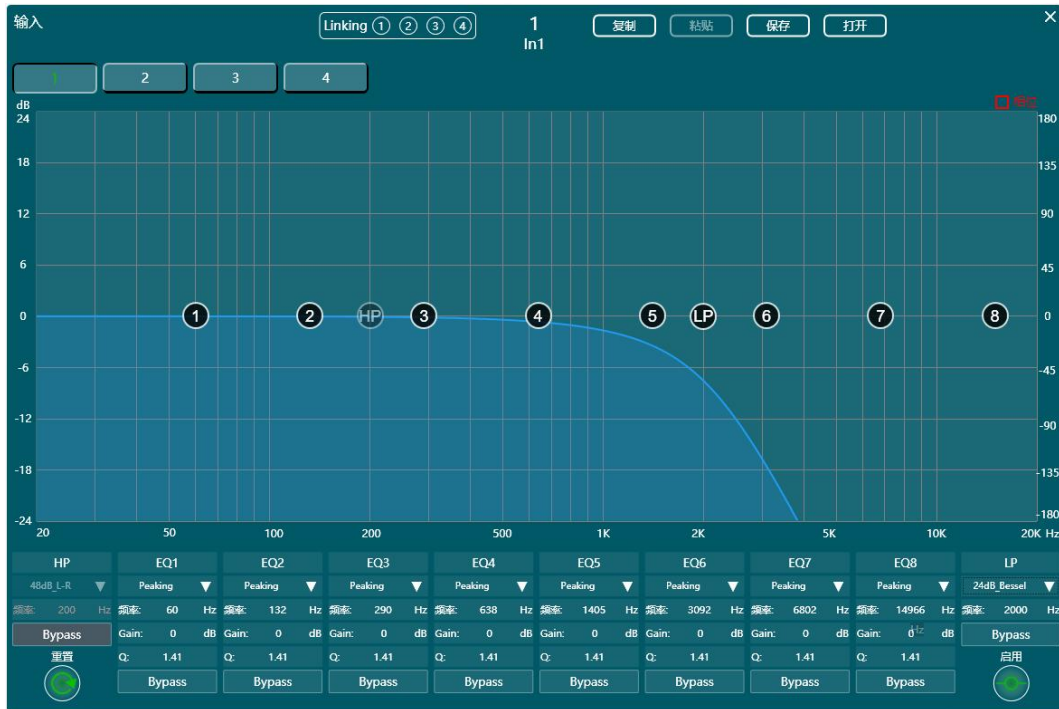 输入 Linking 1 2 3 4 1 复制 粘贴 保存 打开
In1
1 2 3 4
dB 相位
24 180
18 135
12 90
6 45
0 1 2 HP 3 4 5 LP 6 7 8 0
-6 -45
-12 -90
-18 -135
-24 -180
20 50 100 200 500 1K 2K 5K 10K 20K Hz
HP EQ1 EQ2 EQ3 EQ4 EQ5 EQ6 EQ7 EQ8 LP
48dB_L-R Peaking Peaking Peaking Peaking Peaking Peaking Peaking Peaking 24dB_Bessel
频率: 200 Hz 频率: 60 Hz 频率: 132 Hz 频率: 290 Hz 频率: 638 Hz 频率: 1405 Hz 频率: 3092 Hz 频率: 6802 Hz 频率: 14966 Hz 频率: 2000 Hz
Bypass Gain: 0 dB Gain: 0 dB Gain: 0 dB Gain: 0 dB Gain: 0 dB Gain: 0 dB Gain: 0 dB Gain: 0 Hz dB Bypass
重置 Q: 1.41 Q: 1.41 Q: 1.41 Q: 1.41 Q: 1.41 Q: 1.41 Q: 1.41 Q: 1.41 启用
Bypass Bypass Bypass Bypass Bypass Bypass Bypass Bypass